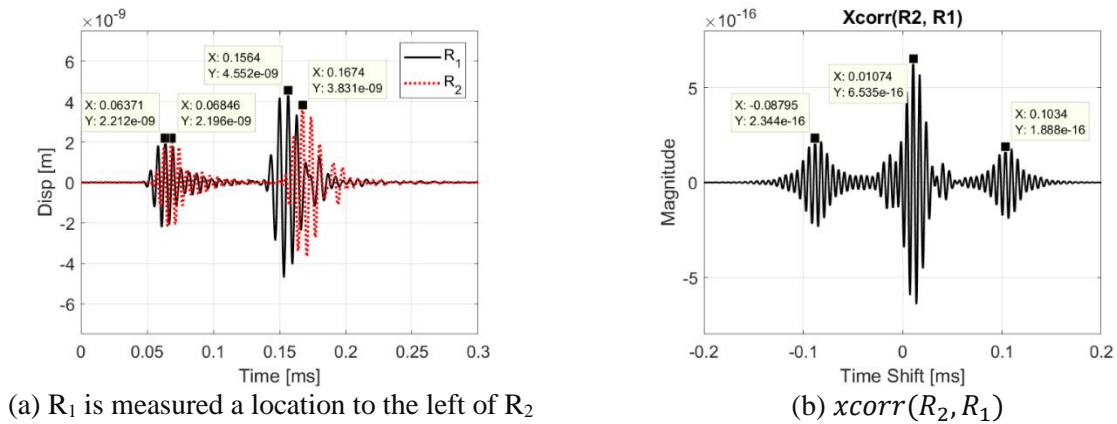 ×10-9
6
4
2
0
-2
-4
-6
Disp [m]
X: 0.06371
Y: 2.212e-09
X: 0.06846
Y: 2.196e-09
X: 0.1564
Y: 4.552e-09
X: 0.1674
Y: 3.831e-09
R1
R2
0 0.05 0.1 0.15 0.2 0.25 0.3
Time [ms]
(a) R1 is measured a location to the left of R2
×10-16
Xcorr(R2, R1)
5
0
-5
Magnitude
X: -0.08795
Y: 2.344e-16
X: 0.01074
Y: 6.535e-16
X: 0.1034
Y: 1.888e-16
-0.2 -0.1 0 0.1 0.2
Time Shift [ms]
(b) xcorr(R2, R1)